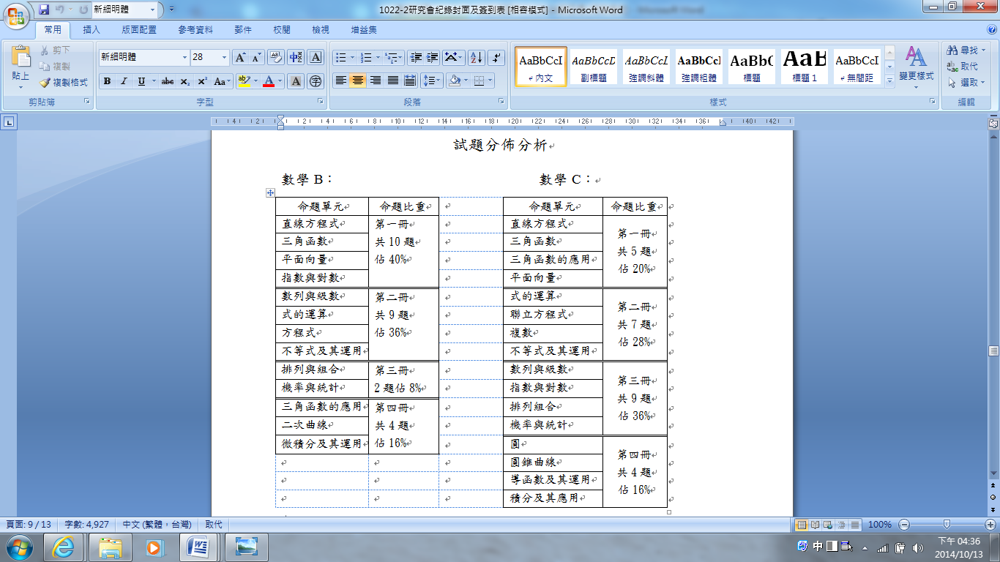 1022-2研究會紀錄封面及簽到表 [相容模式] - Microsoft Word
新細明體
常用 插入 版面配置 參考資料 郵件 校閱 檢視 增益集
貼上
剪下
複製
複製格式
剪貼簿
新細明體 28
B I U abc x₂ x² Aa
字型
段落
AaBbCcI AaBbCcD AaBbCcL AaBbCcI AaBbC AaB AaBbCcI
內文 副標題 強調斜體 強調粗體 標題 標題 1 無間距
變更樣式
樣式
尋找
取代
選取
編輯
試題分佈分析
數學 B：
命題單元 命題比重
直線方程式
三角函數
平面向量
指數與對數
第一冊
共 10 題
佔 40%
數列與級數
式的運算
方程式
不等式及其運用
第二冊
共 9 題
佔 36%
排列與組合
機率與統計
第三冊
2 題佔 8%
三角函數的應用
二次曲線
微積分及其運用
第四冊
共 4 題
佔 16%
數學 C：
命題單元 命題比重
直線方程式
三角函數
三角函數的應用
平面向量
第一冊
共 5 題
佔 20%
式的運算
聯立方程式
複數
不等式及其運用
第二冊
共 7 題
佔 28%
數列與級數
指數與對數
排列組合
機率與統計
第三冊
共 9 題
佔 36%
圓
圓錐曲線
導函數及其運用
積分及其應用
第四冊
共 4 題
佔 16%
頁面: 9 / 13 字數: 4,927 中文 (繁體，台灣) 取代
100%
中
下午 04:36
2014/10/13